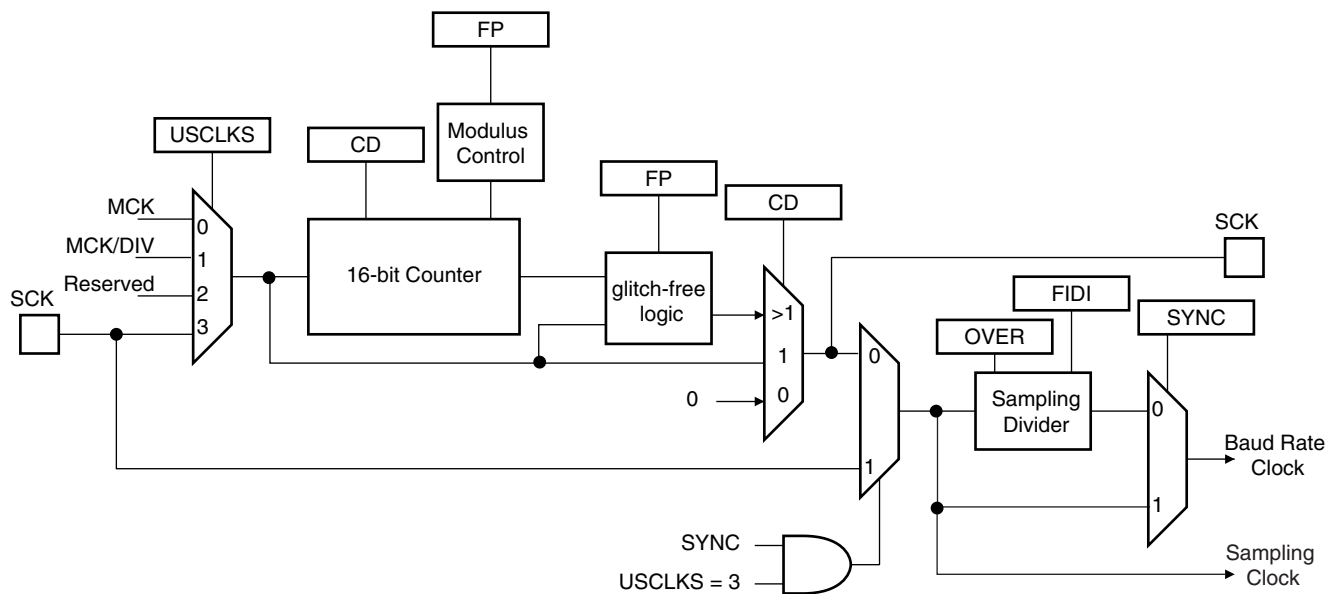 FP
USCLKS
CD
Modulus
Control
FP
CD
MCK
0
MCK/DIV
1
Reserved
2
SCK
3
16-bit Counter
glitch-free
logic
>1
1
0
0
SCK
FIDI
OVER
SYNC
0
1
Sampling
Divider
0
1
Baud Rate
Clock
SYNC
USCLKS = 3
Sampling
Clock